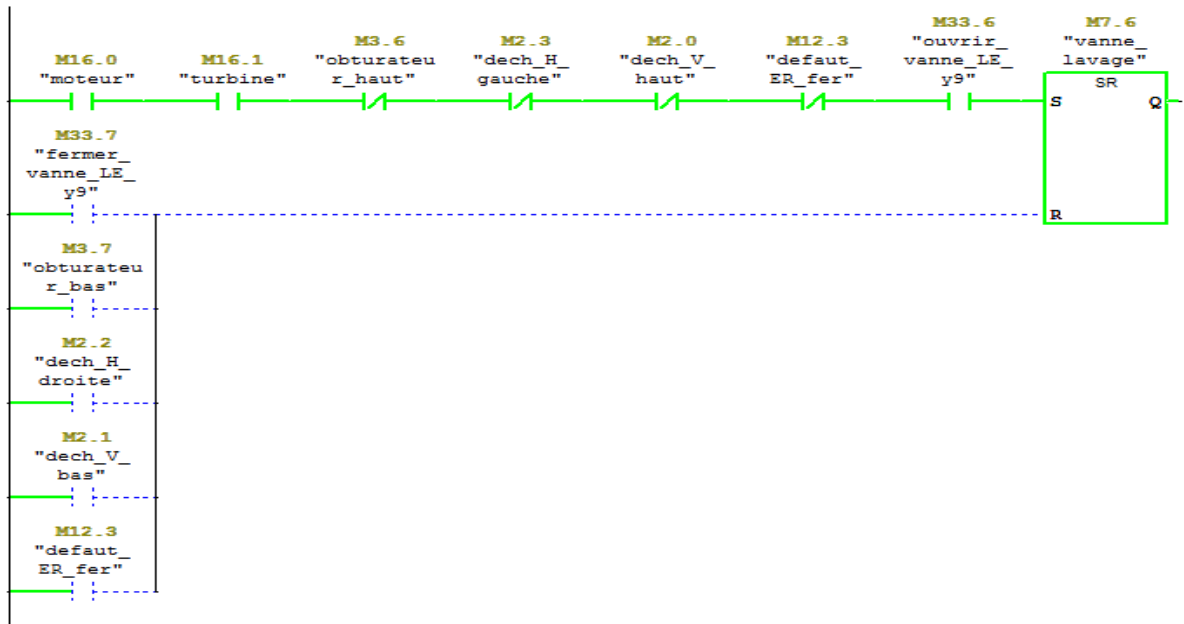 M16.0
"moteur"
M16.1
"turbine"
M3.6
"obturateu
r_haut"
M2.3
"dech_H_
gauche"
M2.0
"dech_V_
haut"
M12.3
"defaut_
ER_fer"
M33.6
"ouvrir_
vanne_LE_
y9"
M7.6
"vanne_
lavage"
SR
S Q
M33.7
"fermer_
vanne_LE_
y9"
R
M3.7
"obturateu
r_bas"
M2.2
"dech_H_
droite"
M2.1
"dech_V_
bas"
M12.3
"defaut_
ER_fer"